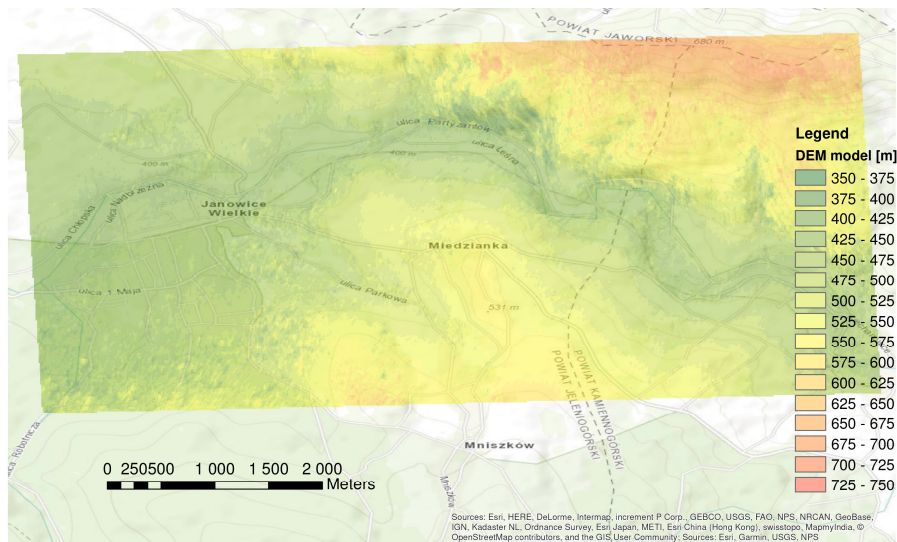 POWIAT JAWORSKI
680 m
ulica Partyzantów
ulica Leśna
400 m
400 m
ulica Nadbrzeżna
ulica Chłopska
Janowice
Wielkie
Miedzianka
ulica 1 Maja
ulica Parkowa
531 m
POWIAT KAMIENNOGÓRSKI
POWIAT JELENIOGÓRSKI
Mniszków
Mniszków
Legend
DEM model [m]
350 - 375
375 - 400
400 - 425
425 - 450
450 - 475
475 - 500
500 - 525
525 - 550
550 - 575
575 - 600
600 - 625
625 - 650
650 - 675
675 - 700
700 - 725
725 - 750
0 250500 1 000 1 500 2 000
Meters
Sources: Esri, HERE, DeLorme, Intermap, increment P Corp., GEBCO, USGS, FAO, NPS, NRCAN, GeoBase,
IGN, Kadaster NL, Ordnance Survey, Esri Japan, METI, Esri China (Hong Kong), swisstopo, MapmyIndia, ©
OpenStreetMap contributors, and the GIS User Community; Sources: Esri, Garmin, USGS, NPS